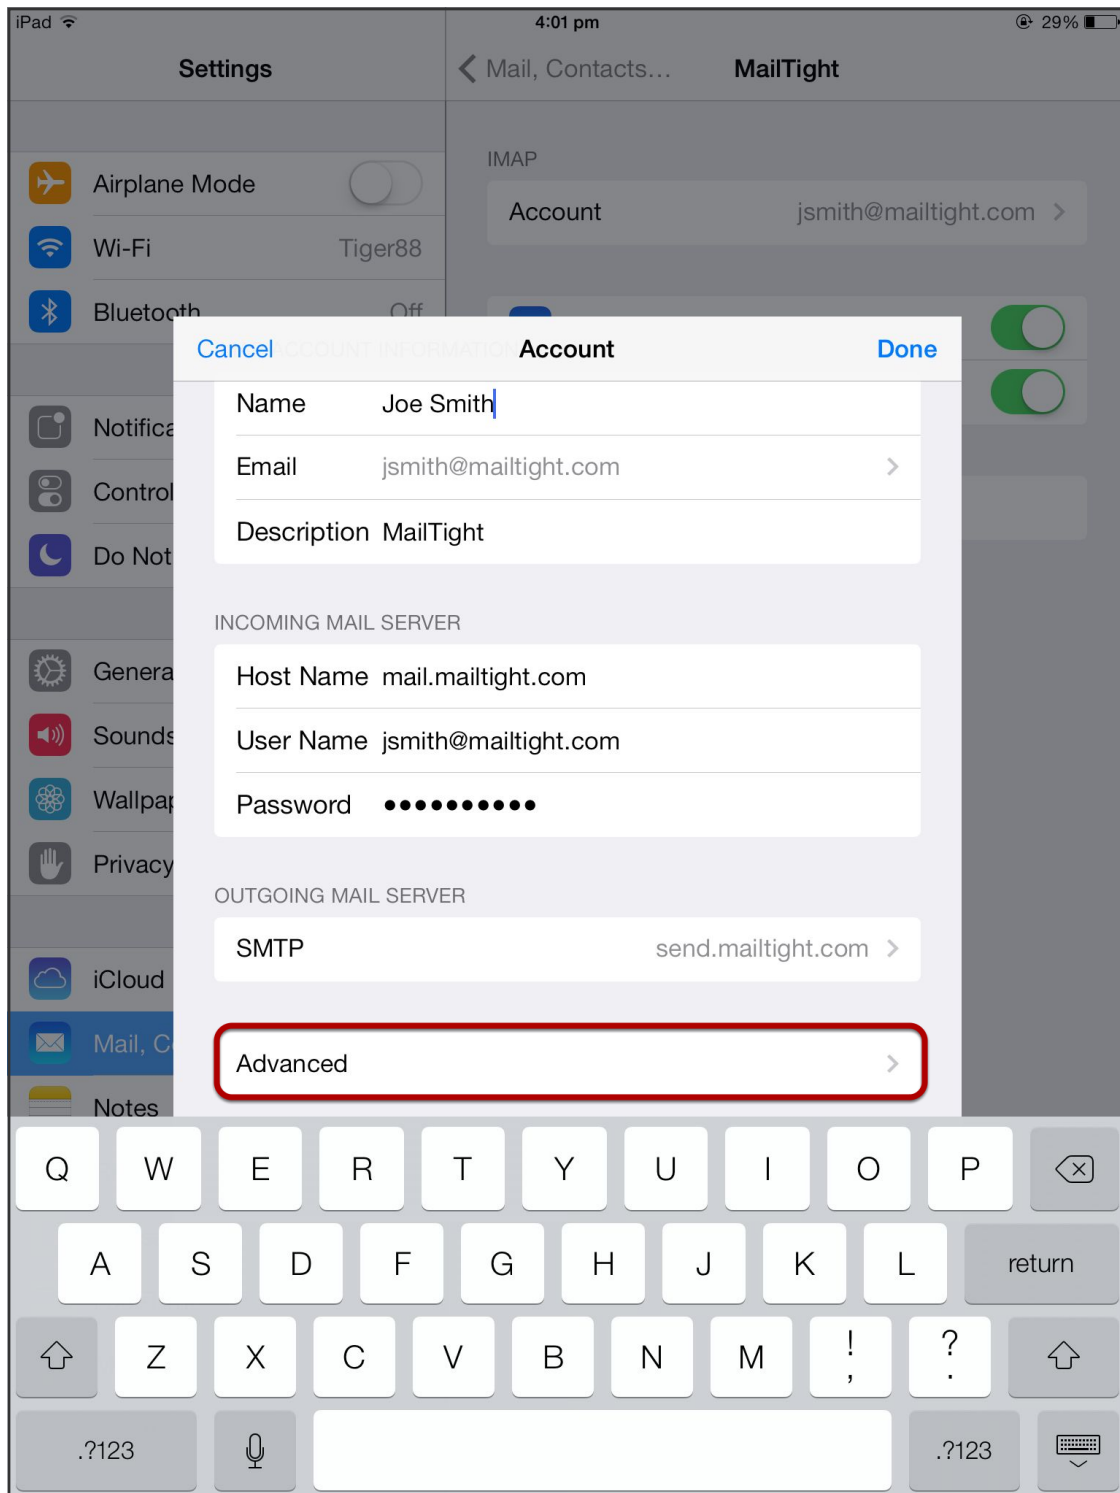 iPad 4:01 pm 29%
Settings Mail, Contacts... MailTight
IMAP
Airplane Mode
Account jsmith@mailtight.com
Wi-Fi Tiger88
Bluetooth Off
Cancel ACCOUNT INFORMATION Account Done
Name Joe Smith
Notifica
Email jsmith@mailtight.com
Control
Description MailTight
Do Not
INCOMING MAIL SERVER
Genera
Host Name mail.mailtight.com
Sounds
User Name jsmith@mailtight.com
Wallpap
Password ••••••••••
Privacy
OUTGOING MAIL SERVER
SMTP send.mailtight.com
iCloud
Mail, C
Advanced
Notes
Q W E R T Y U I O P
A S D F G H J K L return
Z X C V B N M ! , ? .
.?123 .?123